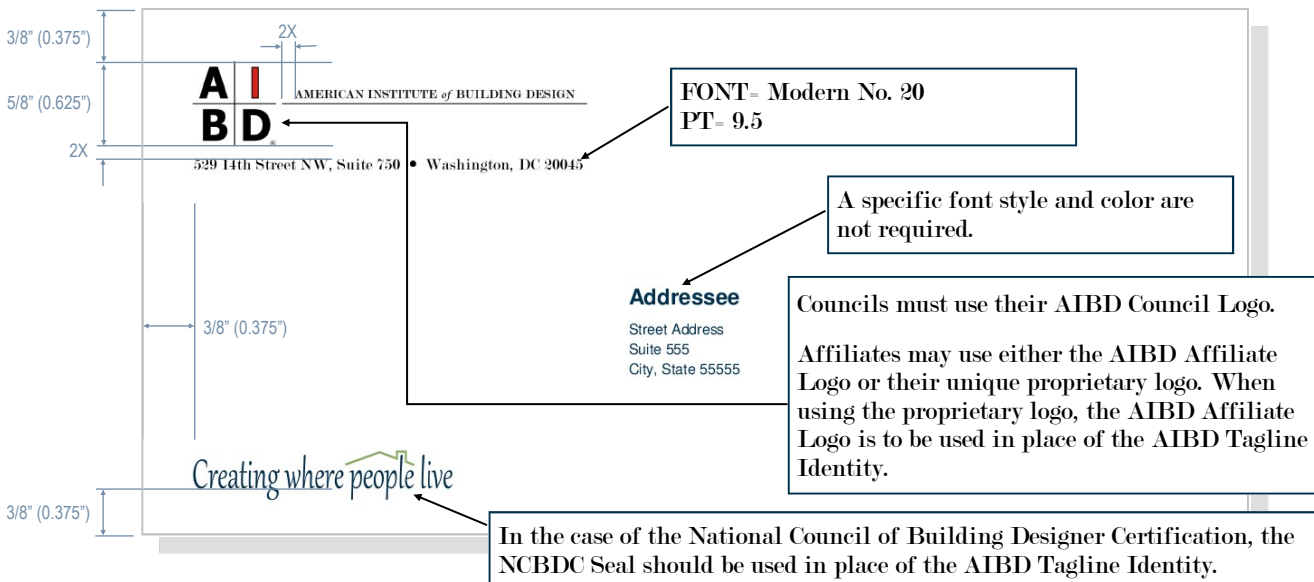 3/8” (0.375”)
2X
5/8” (0.625”)
A I
B D®
AMERICAN INSTITUTE of BUILDING DESIGN
FONT= Modern No. 20
PT= 9.5
2X
529 14th Street NW, Suite 750 • Washington, DC 20045
A specific font style and color are
not required.
Addressee
Street Address
Suite 555
City, State 55555
3/8” (0.375”)
Councils must use their AIBD Council Logo.
Affiliates may use either the AIBD Affiliate
Logo or their unique proprietary logo. When
using the proprietary logo, the AIBD Affiliate
Logo is to be used in place of the AIBD Tagline
Identity.
Creating where people live
3/8” (0.375”)
In the case of the National Council of Building Designer Certification, the
NCBDC Seal should be used in place of the AIBD Tagline Identity.